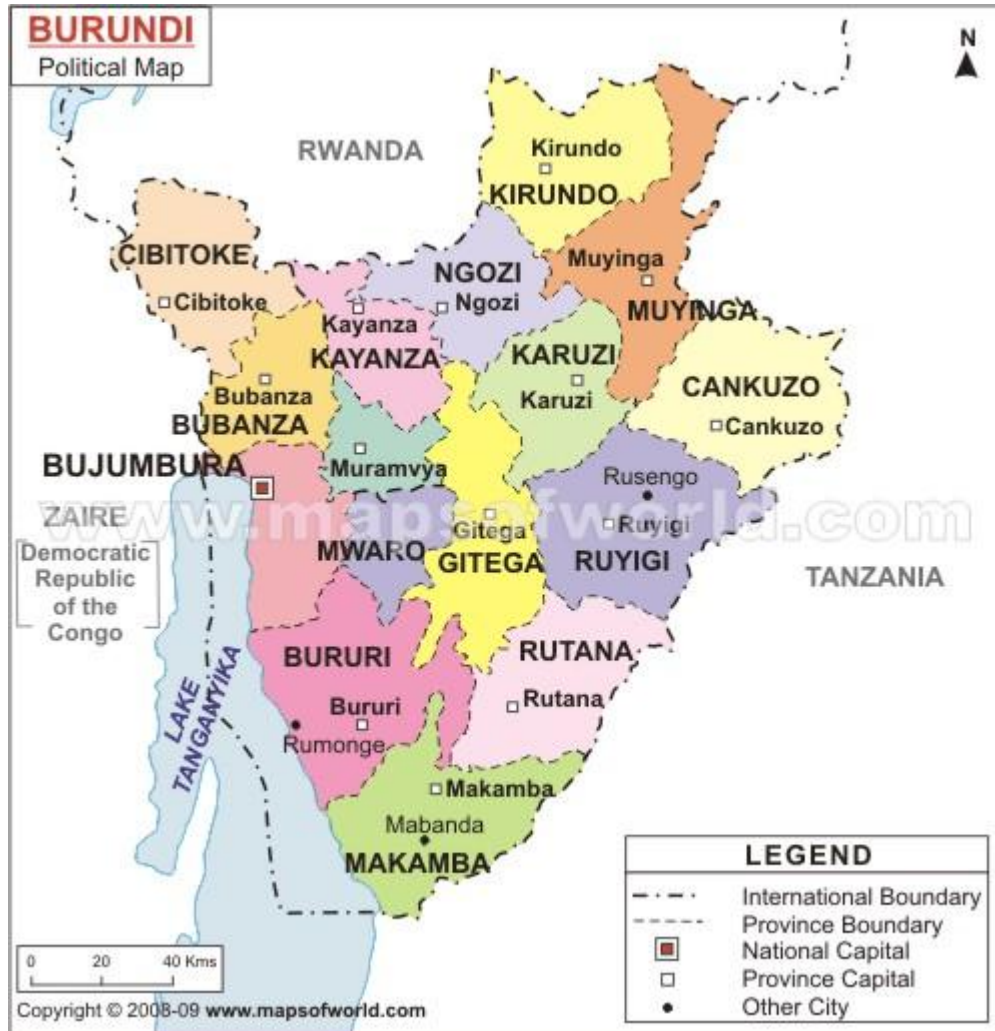 BURUNDI
Political Map
N
RWANDA
Kirundo
KIRUNDO
CIBITOKE
Cibitoke
NGOZI
Ngozi
Muyinga
MUYINGA
Kayanza
KAYANZA
KARUZI
Karuzi
CANKUZO
Cankuzo
Bubanza
BUBANZA
BUJUMBURA
Muramvya
Rusengo
www.mapsofworld.com
ZAIRE
Democratic
Republic
of the
Congo
MWARO
Gitega
GITEGA
Ruyigi
RUYIGI
TANZANIA
BURURI
Bururi
RUTANA
Rutana
LAKE
TANGANYIKA
Rumonge
Makamba
Mabanda
MAKAMBA
LEGEND
International Boundary
Province Boundary
National Capital
Province Capital
Other City
0 20 40 Kms
Copyright © 2008-09 www.mapsofworld.com